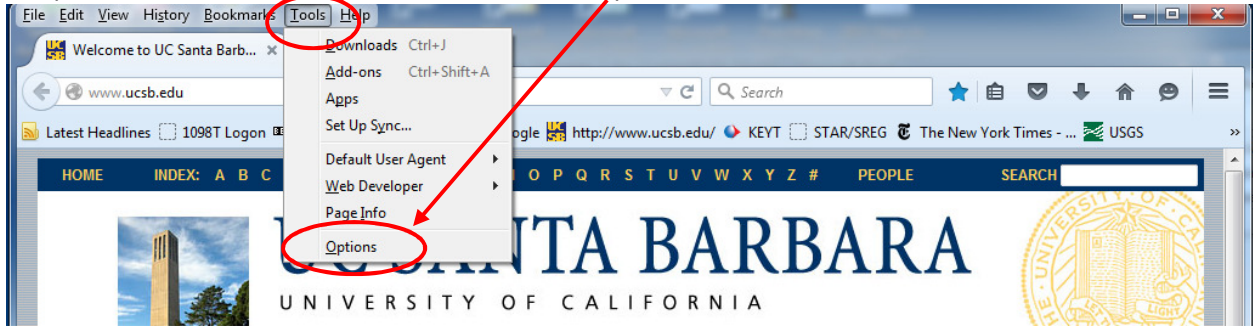 File Edit View History Bookmarks Tools Help
Welcome to UC Santa Barb...
Downloads Ctrl+J
Add-ons Ctrl+Shift+A
Apps
Set Up Sync...
Default User Agent
Web Developer
Page Info
Options
www.ucsb.edu
Search
Latest Headlines 1098T Logon ogle http://www.ucsb.edu/ KEYT STAR/SREG The New York Times - ... USGS »
HOME INDEX: A B C O P Q R S T U V W X Y Z # PEOPLE SEARCH
UC SANTA BARBARA
UNIVERSITY OF CALIFORNIA